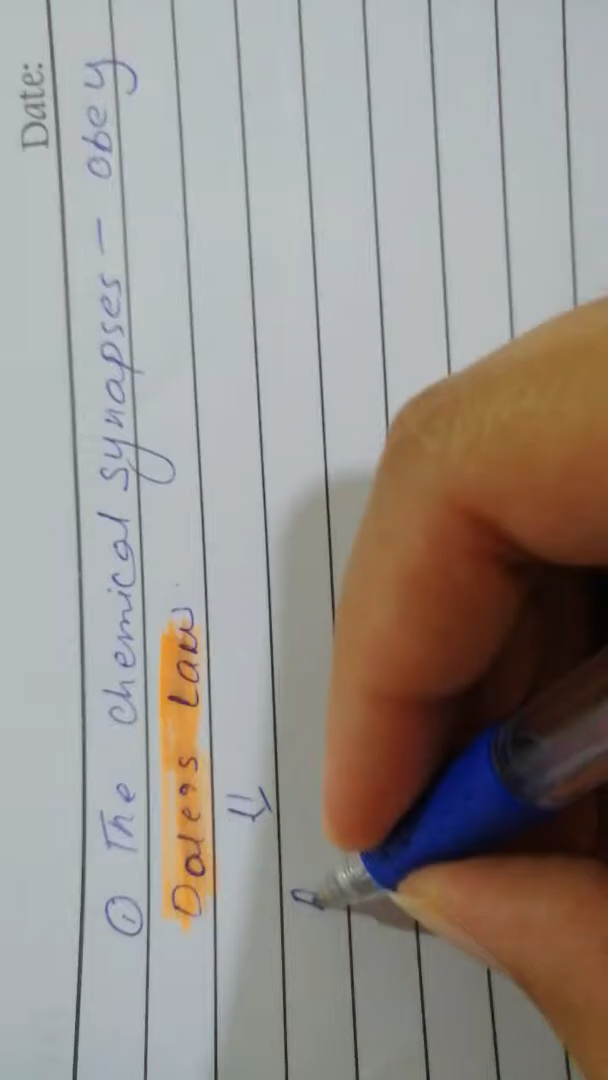 Date:
① The chemical synapses - obey
Dale's Law
⇓